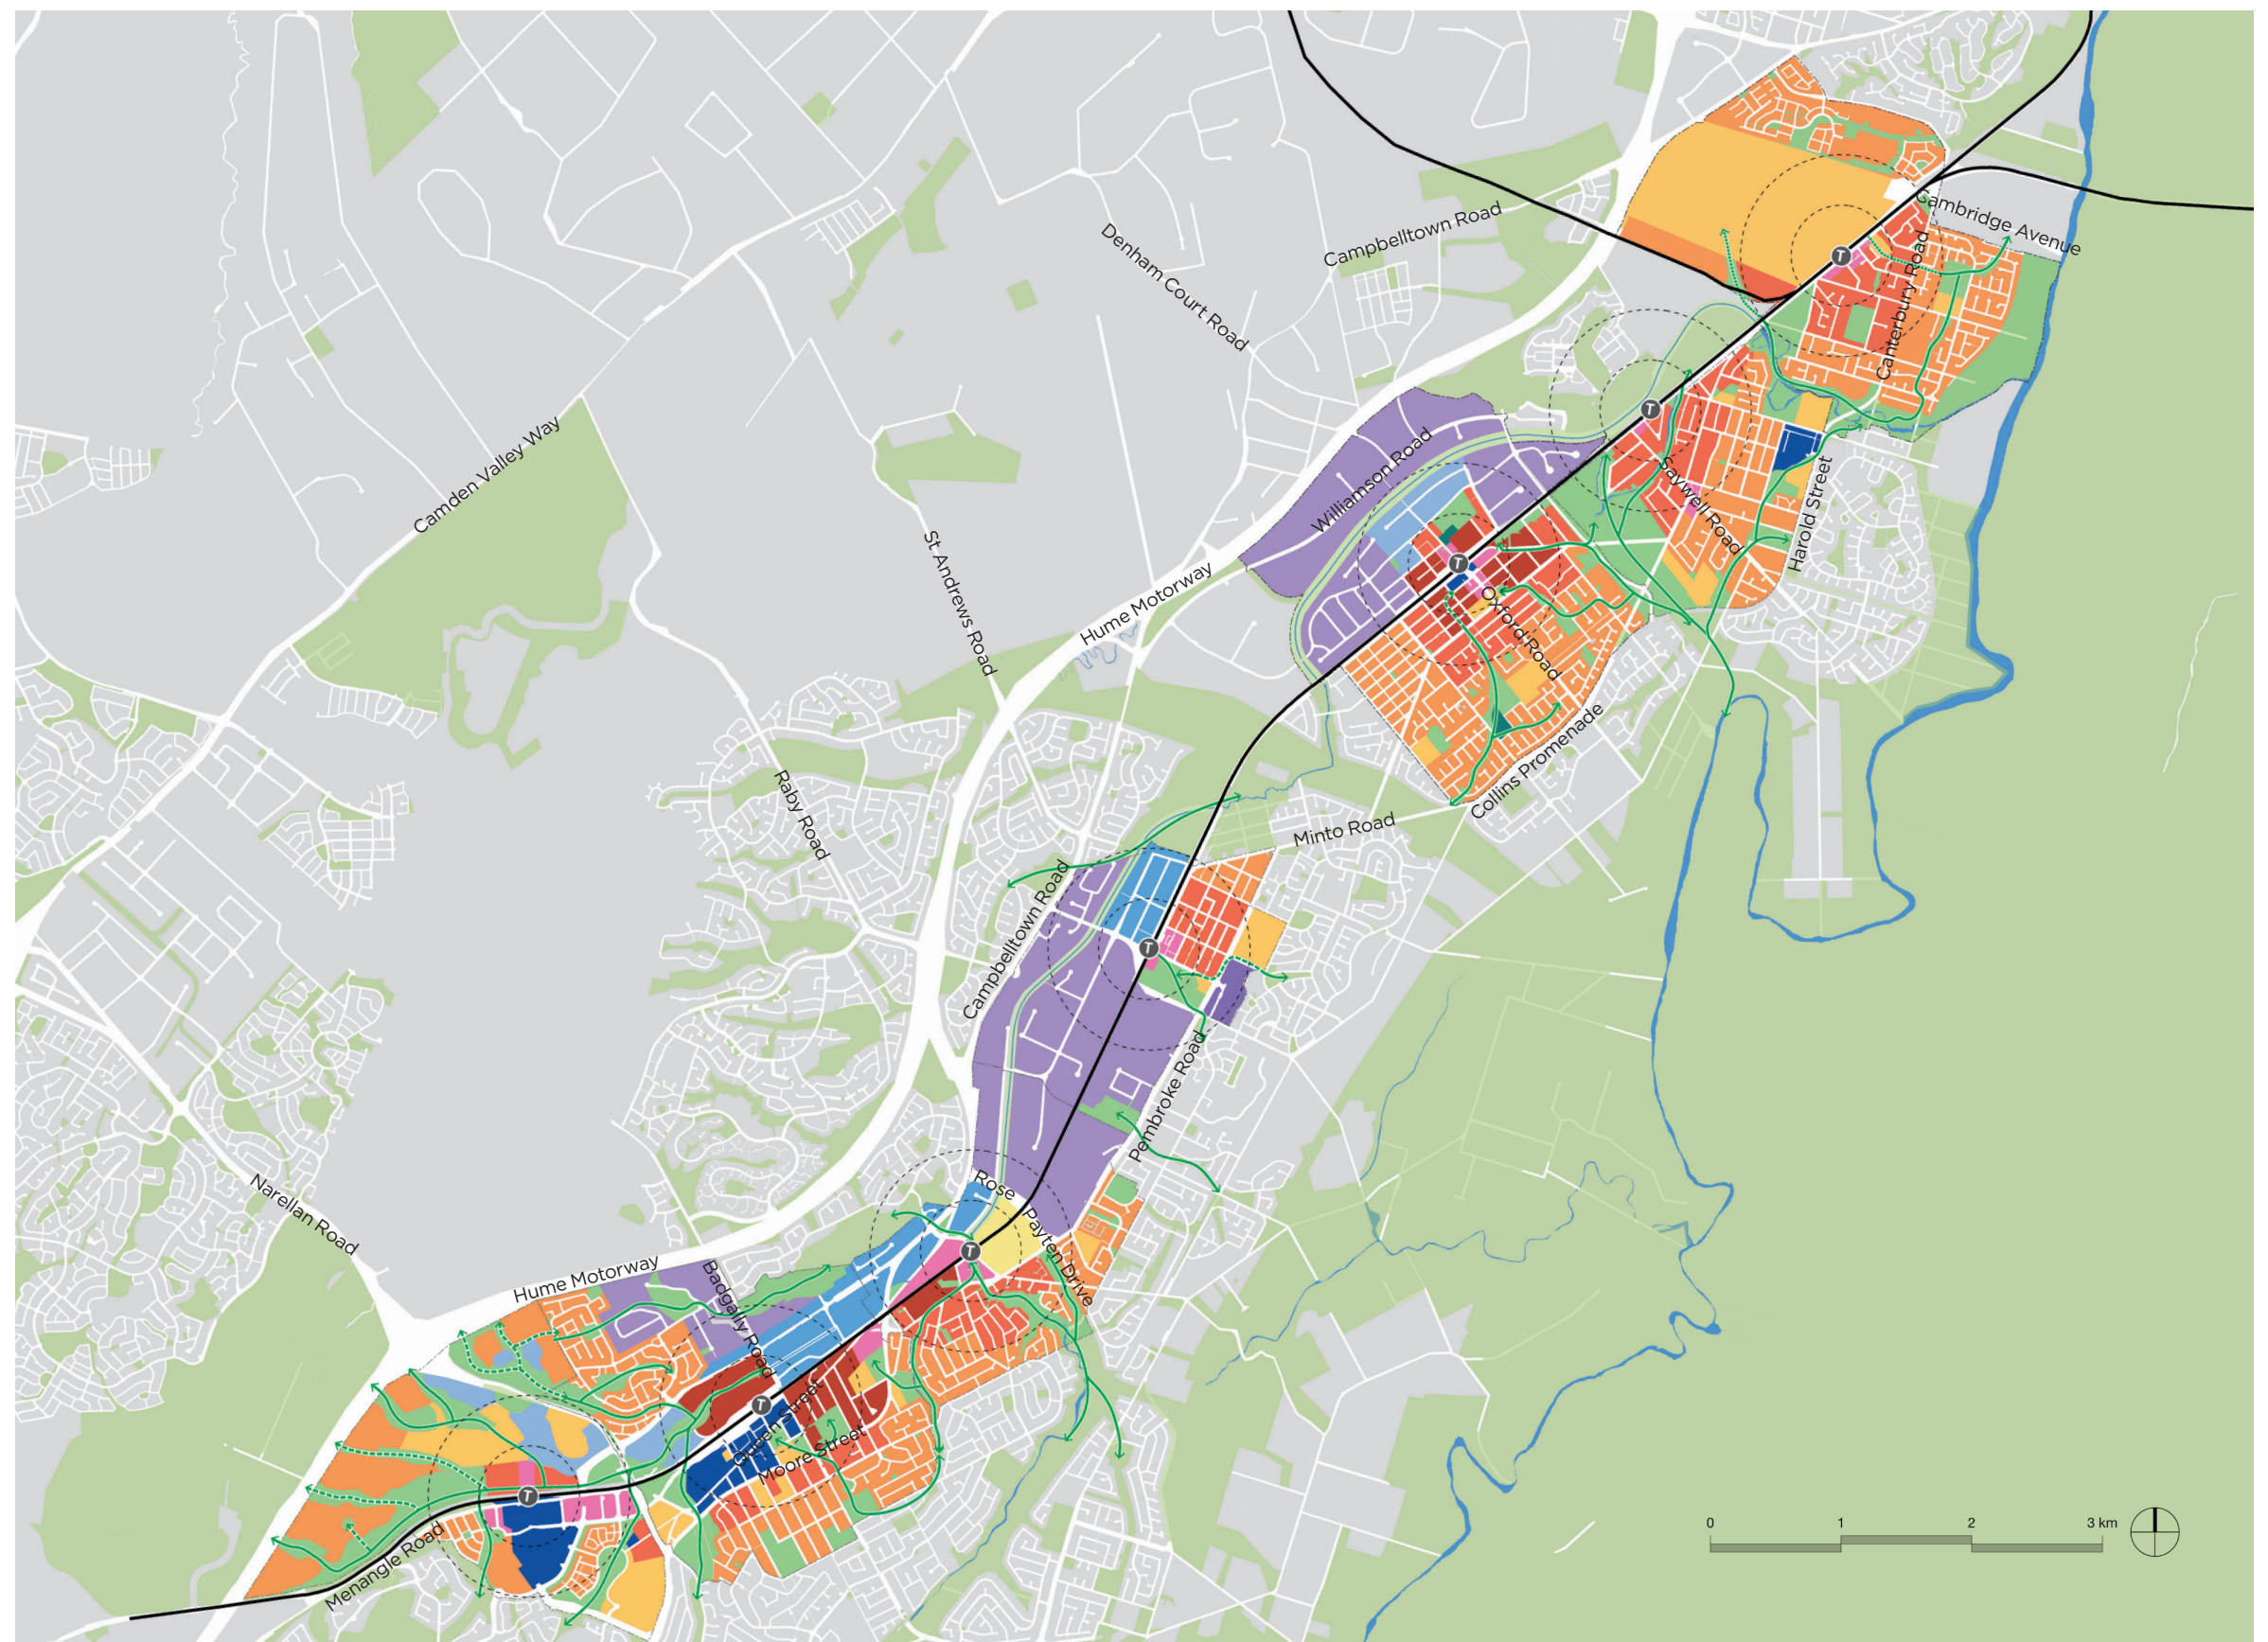 Cambridge Avenue
Campbelltown Road
Denham Court Road
Canterbury Road
T
Camden Valley Way
T
Williamson Road
Saywell Road
Harold Street
St Andrews Road
T
Hume Motorway
Oxford Road
Collins Promenade
Raby Road
Minto Road
Campbelltown Road
T
Pembroke Road
Narellan Road
Rose
Payten Drive
T
Hume Motorway
Badgally Road
T
Queen Street
Moore Street
T
Menangle Road
0 1 2 3 km